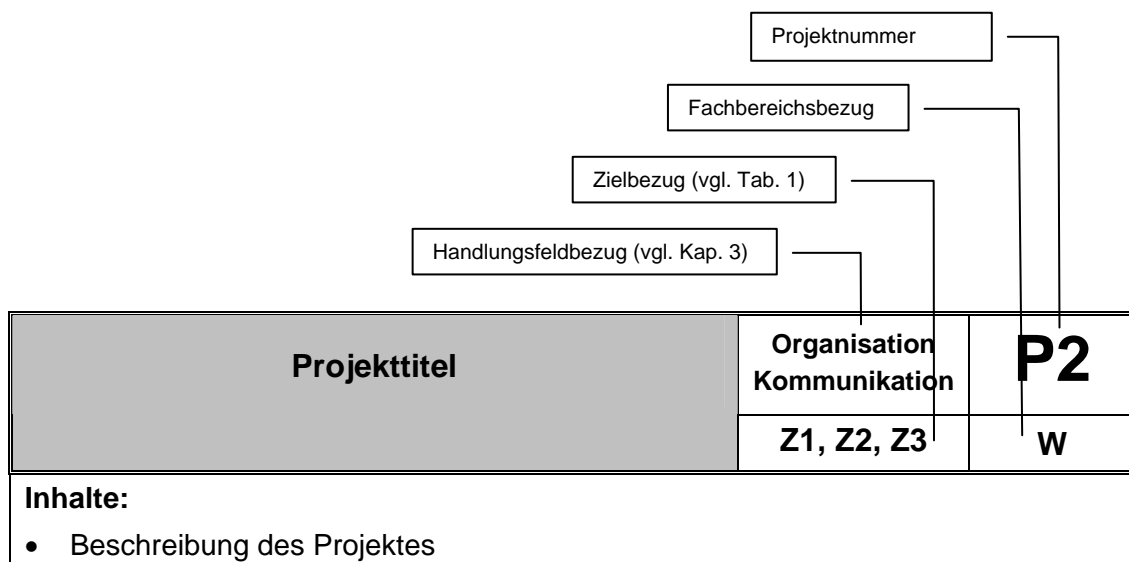 Projektnummer
Fachbereichsbezug
Zielbezug (vgl. Tab. 1)
Handlungsfeldbezug (vgl. Kap. 3)
Projekttitel
Organisation
Kommunikation
P2
Z1, Z2, Z3
W
Inhalte:
• Beschreibung des Projektes